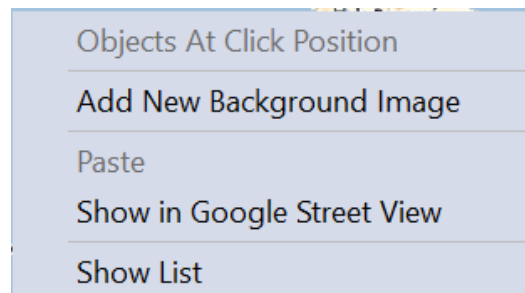 Objects At Click Position
Add New Background Image
Paste
Show in Google Street View
Show List